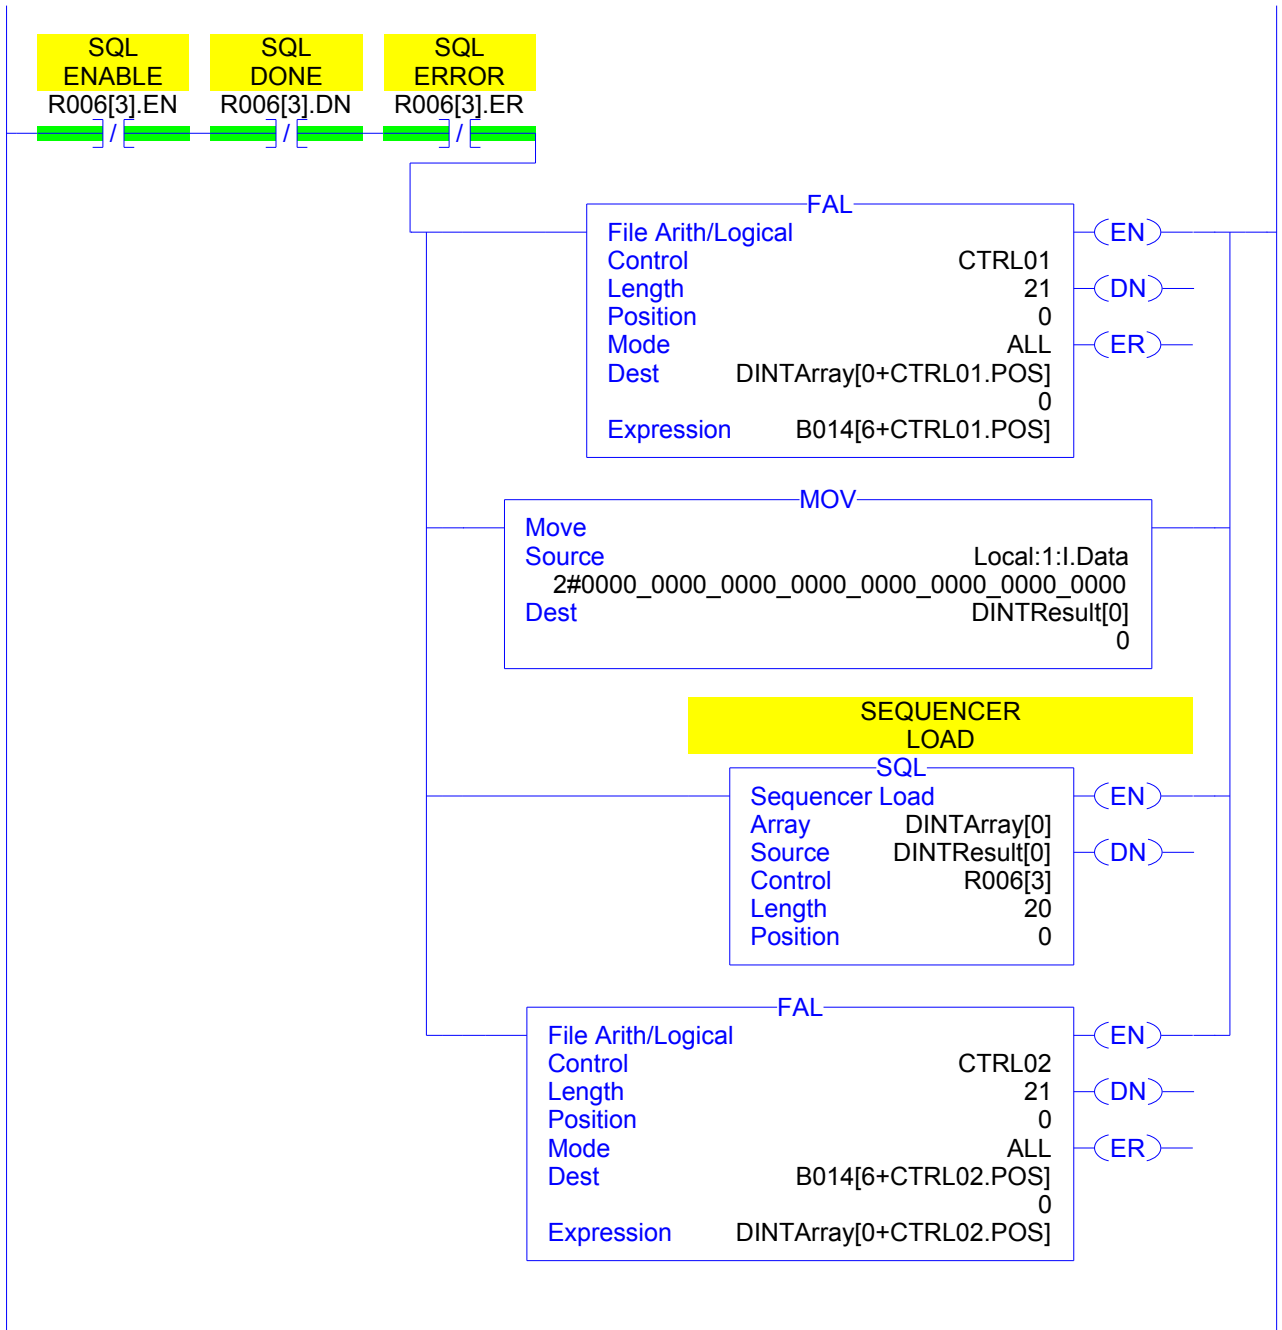 SQL
ENABLE
R006[3].EN
SQL
DONE
R006[3].DN
SQL
ERROR
R006[3].ER
/
/
/
FAL
File Arith/Logical
EN
Control CTRL01
Length 21
DN
Position 0
Mode ALL
ER
Dest DINTArray[0+CTRL01.POS]
0
Expression B014[6+CTRL01.POS]
MOV
Move
Source Local:1:I.Data
2#0000_0000_0000_0000_0000_0000_0000_0000
Dest DINTResult[0]
0
SEQUENCER
LOAD
SQL
Sequencer Load
EN
Array DINTArray[0]
Source DINTResult[0]
DN
Control R006[3]
Length 20
Position 0
FAL
File Arith/Logical
EN
Control CTRL02
Length 21
DN
Position 0
Mode ALL
ER
Dest B014[6+CTRL02.POS]
0
Expression DINTArray[0+CTRL02.POS]